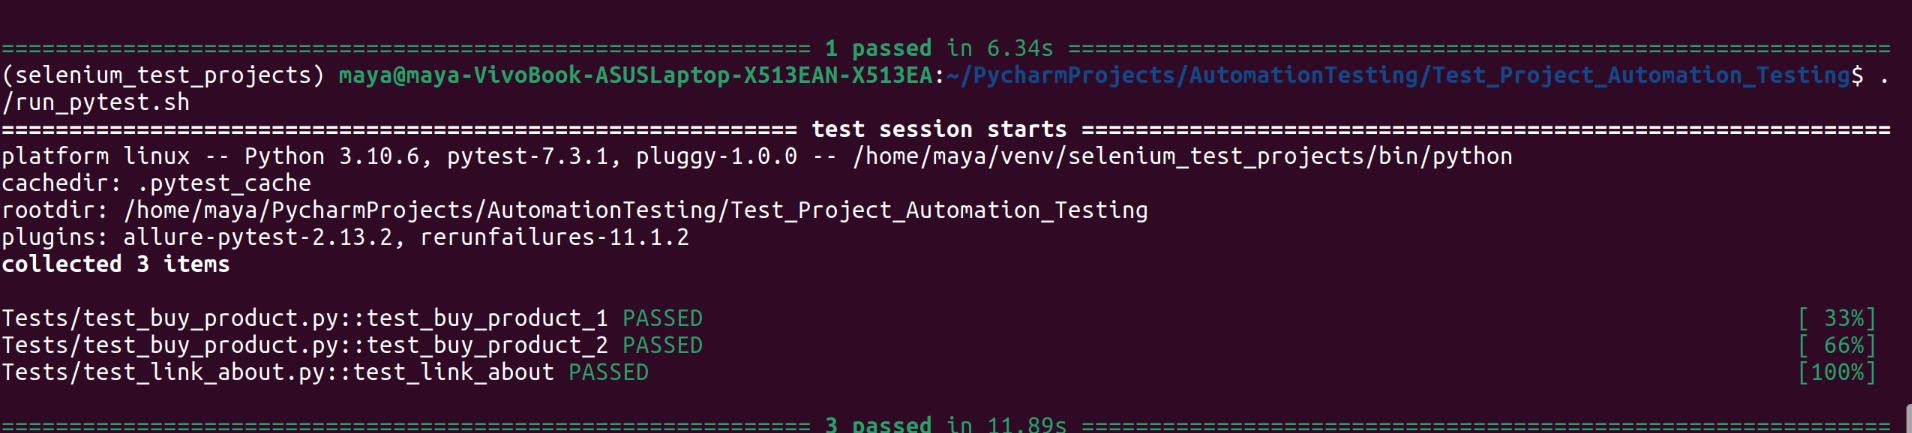 ============================================================ 1 passed in 6.34s =============================================================
(selenium_test_projects) maya@maya-VivoBook-ASUSLaptop-X513EAN-X513EA:~/PycharmProjects/AutomationTesting/Test_Project_Automation_Testing$ .
/run_pytest.sh
=========================================================== test session starts ============================================================
platform linux -- Python 3.10.6, pytest-7.3.1, pluggy-1.0.0 -- /home/maya/venv/selenium_test_projects/bin/python
cachedir: .pytest_cache
rootdir: /home/maya/PycharmProjects/AutomationTesting/Test_Project_Automation_Testing
plugins: allure-pytest-2.13.2, rerunfailures-11.1.2
collected 3 items
Tests/test_buy_product.py::test_buy_product_1 PASSED [ 33%]
Tests/test_buy_product.py::test_buy_product_2 PASSED [ 66%]
Tests/test_link_about.py::test_link_about PASSED [100%]
============================================================ 3 passed in 11.89s ============================================================